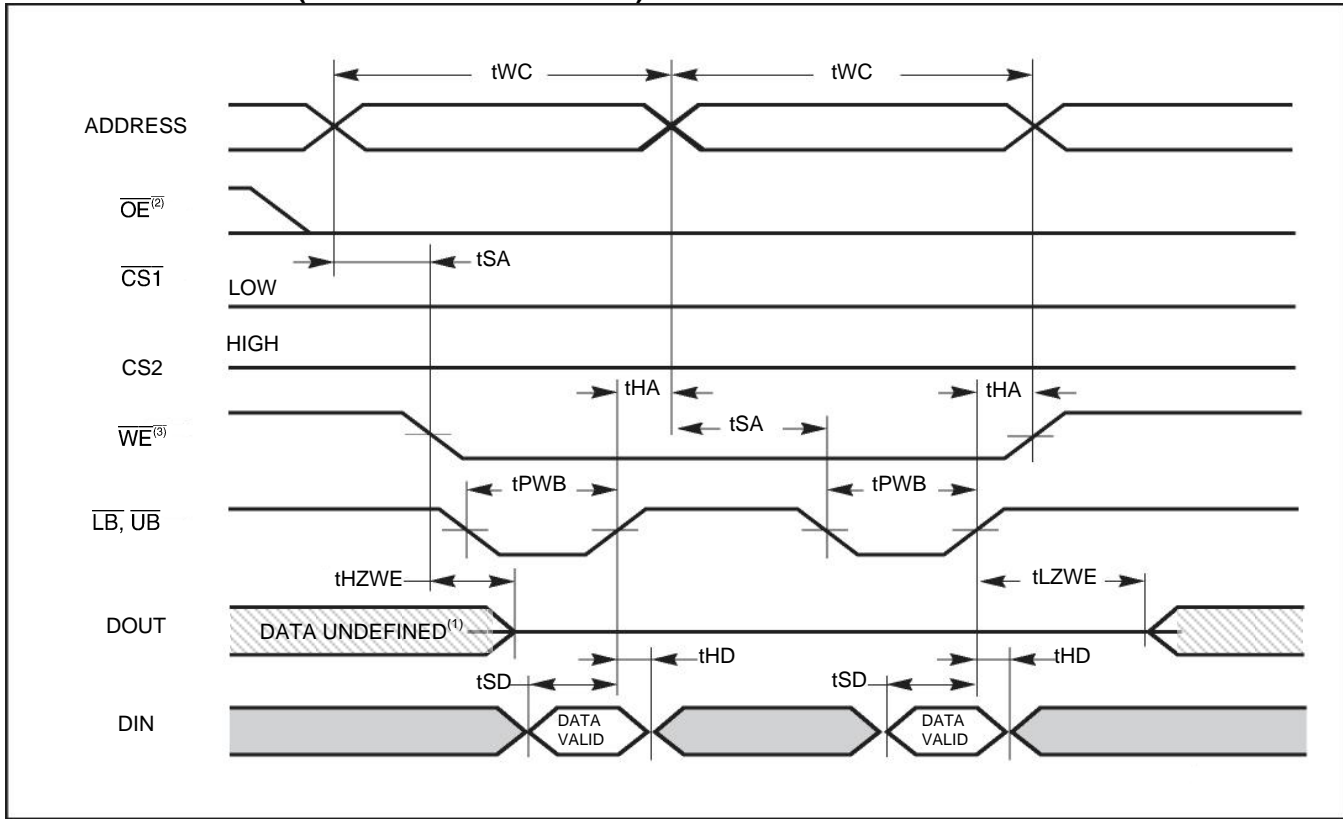 tWC
tWC
ADDRESS
OE(2)
tSA
CS1
LOW
HIGH
CS2
tHA
tHA
WE(3)
tSA
tPWB
tPWB
LB, UB
tHZWE
tLZWE
DOUT
DATA UNDEFINED(1)
tHD
tHD
tSD
tSD
DIN
DATA
VALID
DATA
VALID